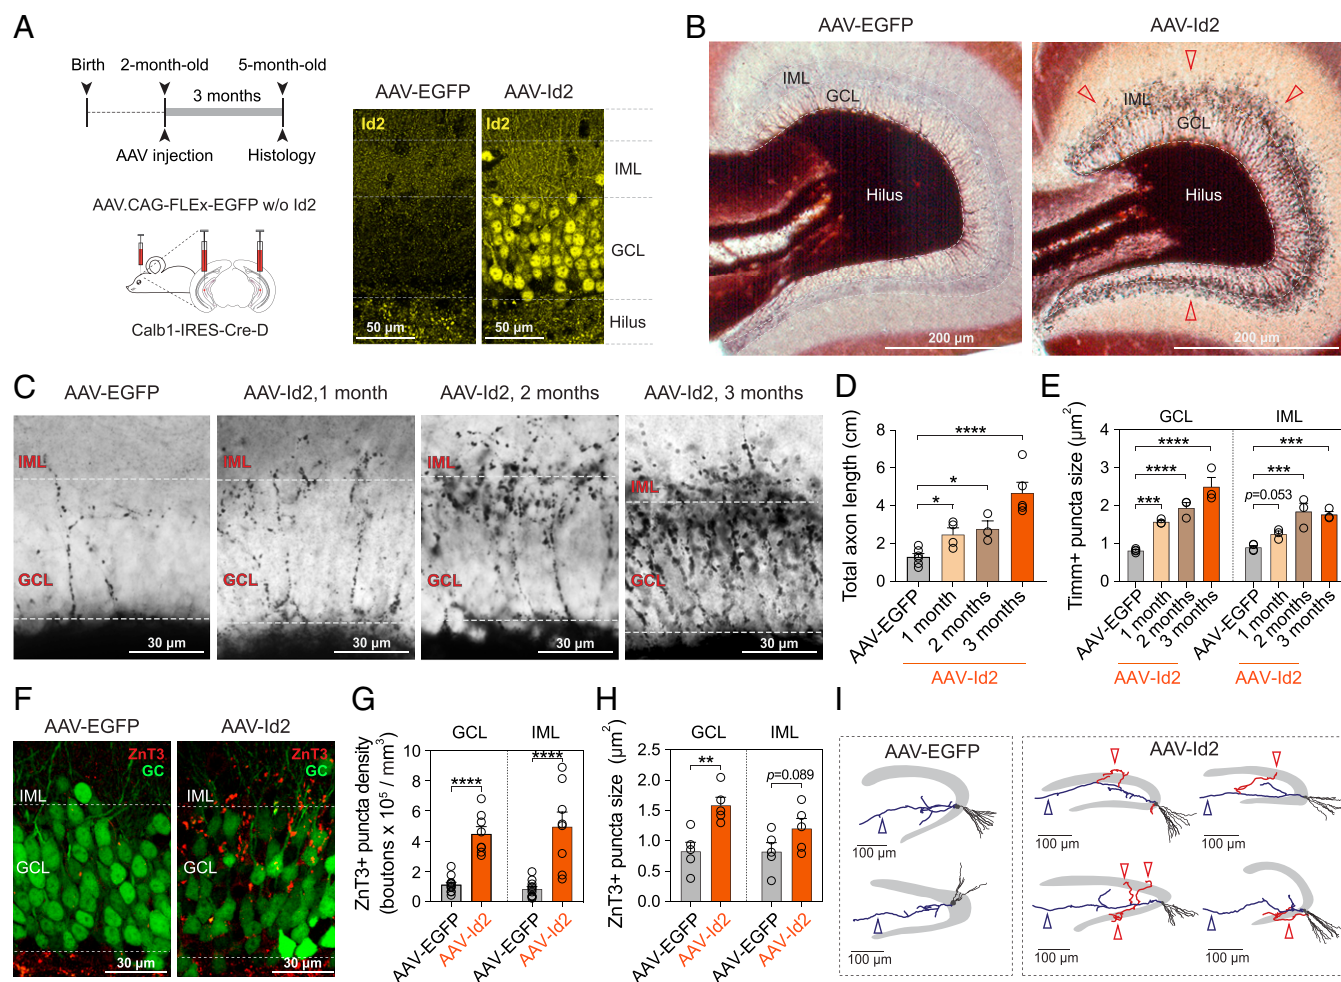 A
Birth
2-month-old
5-month-old
3 months
AAV injection
Histology
AAV.CAG-FLEx-EGFP w/o Id2
Calb1-IRES-Cre-D
AAV-EGFP
AAV-Id2
Id2
Id2
IML
GCL
Hilus
50 µm
50 µm
B
AAV-EGFP
AAV-Id2
IML
GCL
Hilus
200 µm
IML
GCL
Hilus
200 µm
C
AAV-EGFP
AAV-Id2,1 month
AAV-Id2, 2 months
AAV-Id2, 3 months
IML
GCL
30 µm
IML
GCL
30 µm
IML
GCL
30 µm
IML
GCL
30 µm
D
Total axon length (cm)
8
6
4
2
0
****
*
*
AAV-EGFP
1 month
2 months
3 months
AAV-Id2
E
Timm+ puncta size (µm²)
GCL
IML
4
3
2
1
0
****
****
***
***
***
p=0.053
AAV-EGFP
1 month
2 months
3 months
AAV-EGFP
1 month
2 months
3 months
AAV-Id2
AAV-Id2
F
AAV-EGFP
AAV-Id2
ZnT3
GC
IML
GCL
30 µm
ZnT3
GC
IML
GCL
30 µm
G
ZnT3+ puncta density
(boutons x 10⁵ / mm³)
GCL
IML
10
8
6
4
2
0
****
****
AAV-EGFP
AAV-Id2
AAV-EGFP
AAV-Id2
H
ZnT3+ puncta size (µm²)
GCL
IML
2.5
2.0
1.5
1.0
0.5
0.0
**
p=0.089
AAV-EGFP
AAV-Id2
AAV-EGFP
AAV-Id2
I
AAV-EGFP
AAV-Id2
100 µm
100 µm
100 µm
100 µm
100 µm
100 µm